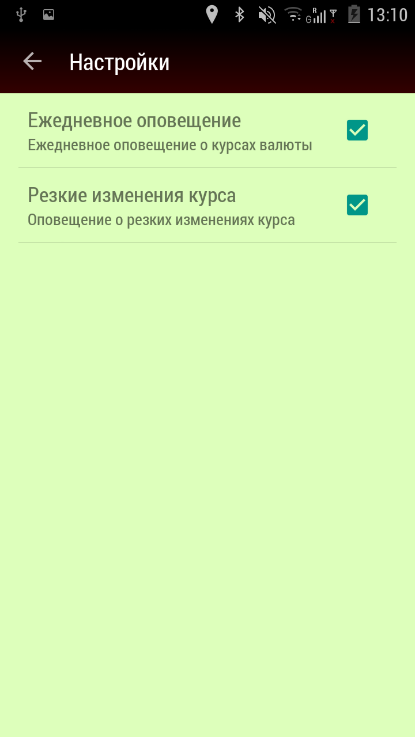 13:10
Настройки
Ежедневное оповещение
Ежедневное оповещение о курсах валюты
Резкие изменения курса
Оповещение о резких изменениях курса